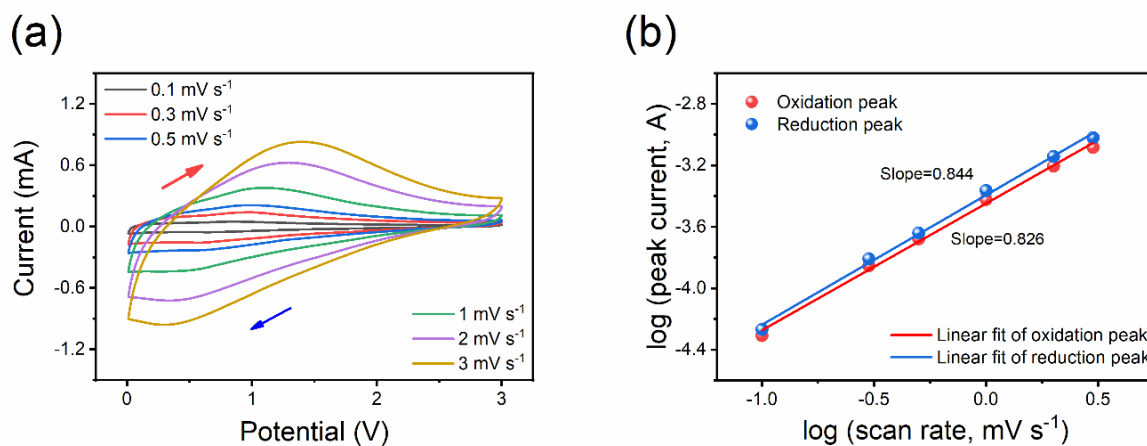 (a)
0.1 mV s⁻¹
0.3 mV s⁻¹
0.5 mV s⁻¹
1 mV s⁻¹
2 mV s⁻¹
3 mV s⁻¹
Current (mA)
1.2
0.6
0.0
-0.6
-1.2
0
1
2
3
Potential (V)
(b)
Oxidation peak
Reduction peak
Slope=0.844
Slope=0.826
Linear fit of oxidation peak
Linear fit of reduction peak
log (peak current, A)
-2.8
-3.2
-3.6
-4.0
-4.4
-1.0
-0.5
0.0
0.5
log (scan rate, mV s⁻¹)